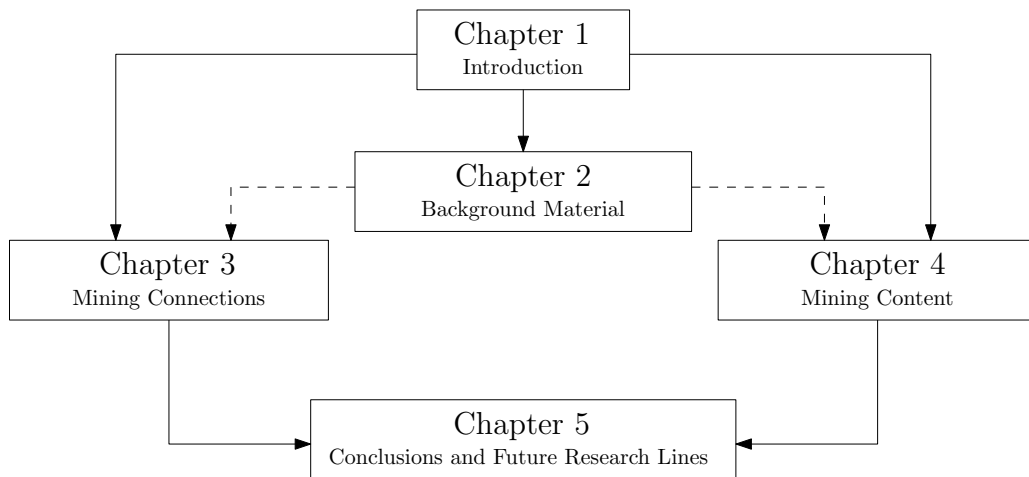 Chapter 1
Introduction
Chapter 2
Background Material
Chapter 3
Mining Connections
Chapter 4
Mining Content
Chapter 5
Conclusions and Future Research Lines